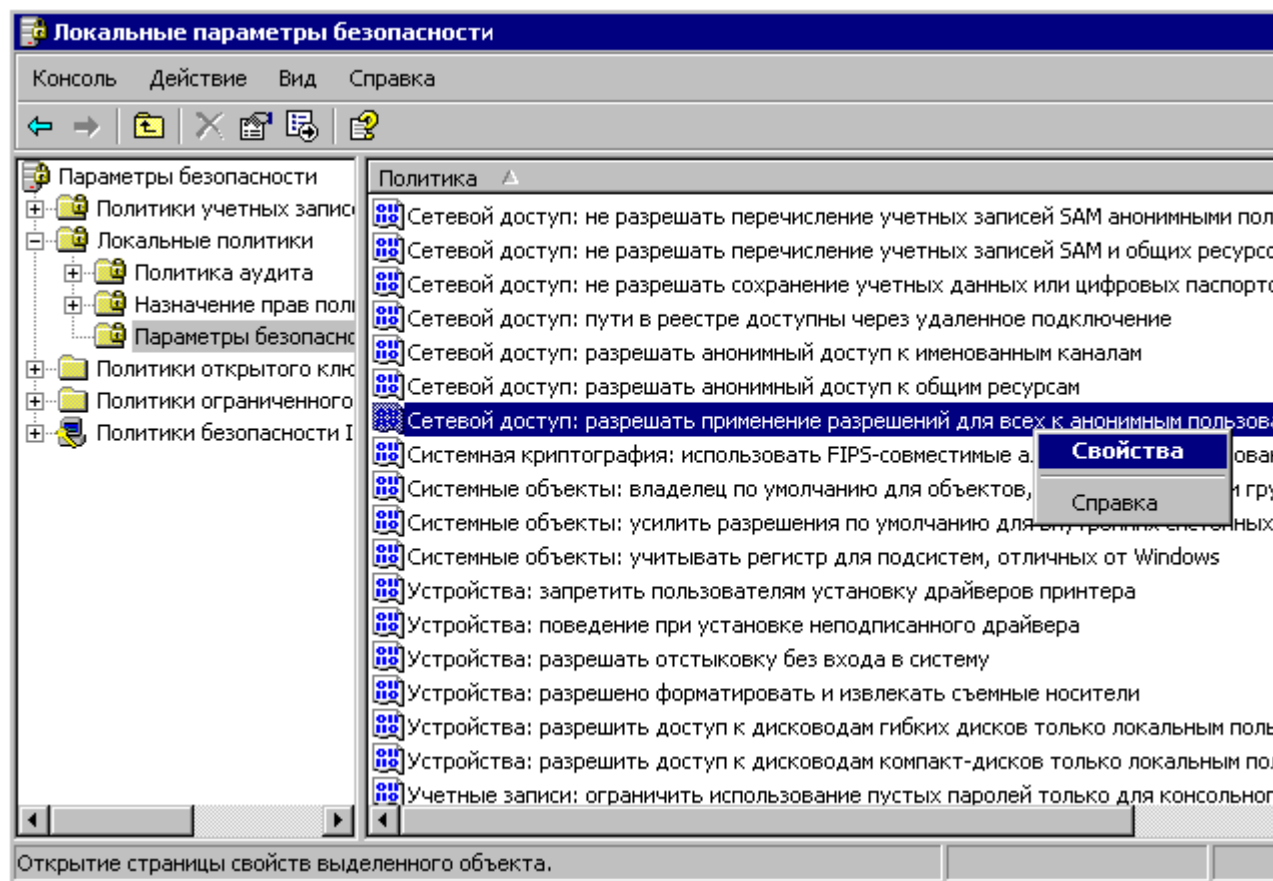 Локальные параметры безопасности
Консоль Действие Вид Справка
Параметры безопасности
Политики учетных запис
Локальные политики
Политика аудита
Назначение прав пол
Параметры безопасно
Политики открытого клю
Политики ограниченного
Политики безопасности I
Политика
Сетевой доступ: не разрешать перечисление учетных записей SAM анонимными пол
Сетевой доступ: не разрешать перечисление учетных записей SAM и общих ресурсо
Сетевой доступ: не разрешать сохранение учетных данных или цифровых паспорто
Сетевой доступ: пути в реестре доступны через удаленное подключение
Сетевой доступ: разрешать анонимный доступ к именованным каналам
Сетевой доступ: разрешать анонимный доступ к общим ресурсам
Сетевой доступ: разрешать применение разрешений для всех к анонимным пользова
Системная криптография: использовать FIPS-совместимые а
Системные объекты: владелец по умолчанию для объектов, и гру
Системные объекты: усилить разрешения по умолчанию для внутренних системных
Системные объекты: учитывать регистр для подсистем, отличных от Windows
Устройства: запретить пользователям установку драйверов принтера
Устройства: поведение при установке неподписанного драйвера
Устройства: разрешать отстыковку без входа в систему
Устройства: разрешено форматировать и извлекать съемные носители
Устройства: разрешить доступ к дисководам гибких дисков только локальным поль
Устройства: разрешить доступ к дисководам компакт-дисков только локальным по
Учетные записи: ограничить использование пустых паролей только для консольног
Свойства
Справка
Открытие страницы свойств выделенного объекта.